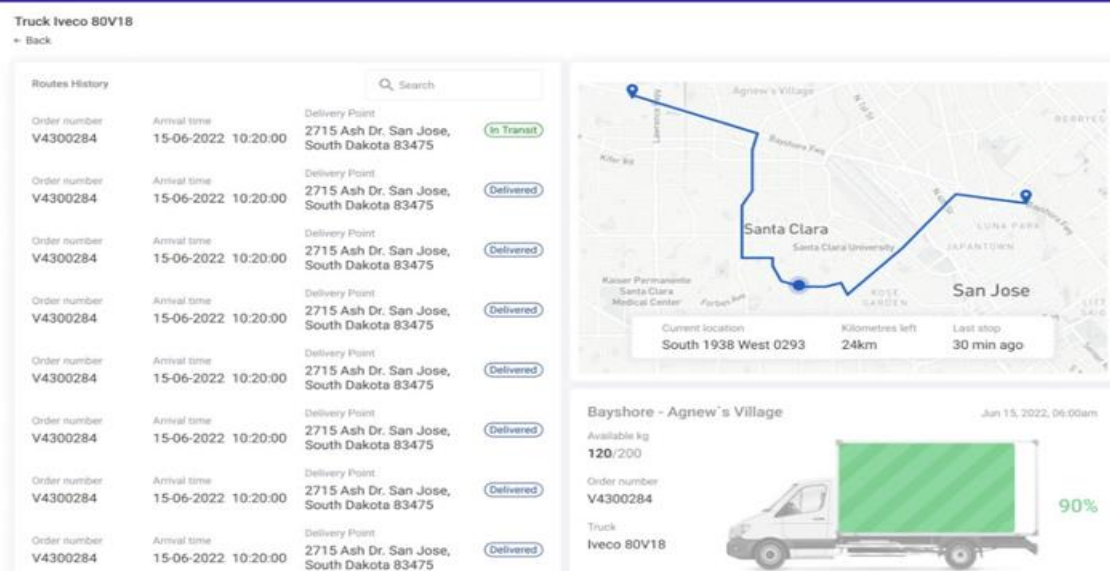 Truck Iveco 80V18
← Back
Routes History
Search
Order number
V4300284
Arrival time
15-06-2022 10:20:00
Delivery Point
2715 Ash Dr. San Jose,
South Dakota 83475
In Transit
Order number
V4300284
Arrival time
15-06-2022 10:20:00
Delivery Point
2715 Ash Dr. San Jose,
South Dakota 83475
Delivered
Order number
V4300284
Arrival time
15-06-2022 10:20:00
Delivery Point
2715 Ash Dr. San Jose,
South Dakota 83475
Delivered
Order number
V4300284
Arrival time
15-06-2022 10:20:00
Delivery Point
2715 Ash Dr. San Jose,
South Dakota 83475
Delivered
Order number
V4300284
Arrival time
15-06-2022 10:20:00
Delivery Point
2715 Ash Dr. San Jose,
South Dakota 83475
Delivered
Order number
V4300284
Arrival time
15-06-2022 10:20:00
Delivery Point
2715 Ash Dr. San Jose,
South Dakota 83475
Delivered
Order number
V4300284
Arrival time
15-06-2022 10:20:00
Delivery Point
2715 Ash Dr. San Jose,
South Dakota 83475
Delivered
Order number
V4300284
Arrival time
15-06-2022 10:20:00
Delivery Point
2715 Ash Dr. San Jose,
South Dakota 83475
Delivered
Agnew's Village
Lawrence
N 1st St
Kifer Rd
Bayshore Fwy
Santa Clara
Santa Clara University
LUNA PARK
Bayshore Fwy
JAPANTOWN
Kaiser Permanente
Santa Clara
Medical Center
Forbes Ave
ROSE
GARDEN
San Jose
Current location
South 1938 West 0293
Kilometres left
24km
Last stop
30 min ago
Bayshore - Agnew`s Village
Jun 15, 2022, 06:00am
Available kg
120/200
Order number
V4300284
Truck
Iveco 80V18
90%